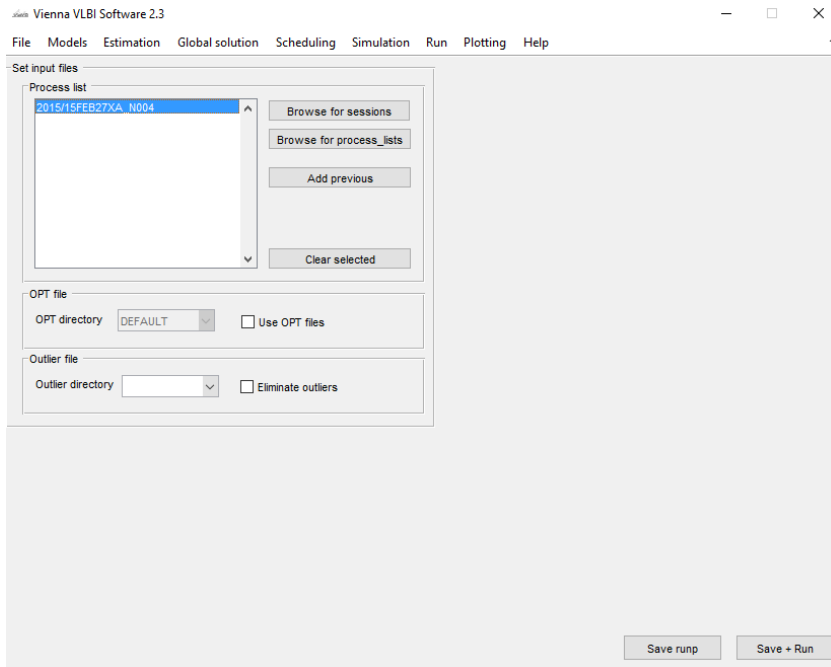 Vienna VLBI Software 2.3
File Models Estimation Global solution Scheduling Simulation Run Plotting Help
Set input files
Process list
2015/15FEB27XA_N004
Browse for sessions
Browse for process_lists
Add previous
Clear selected
OPT file
OPT directory DEFAULT Use OPT files
Outlier file
Outlier directory Eliminate outliers
Save runp Save + Run